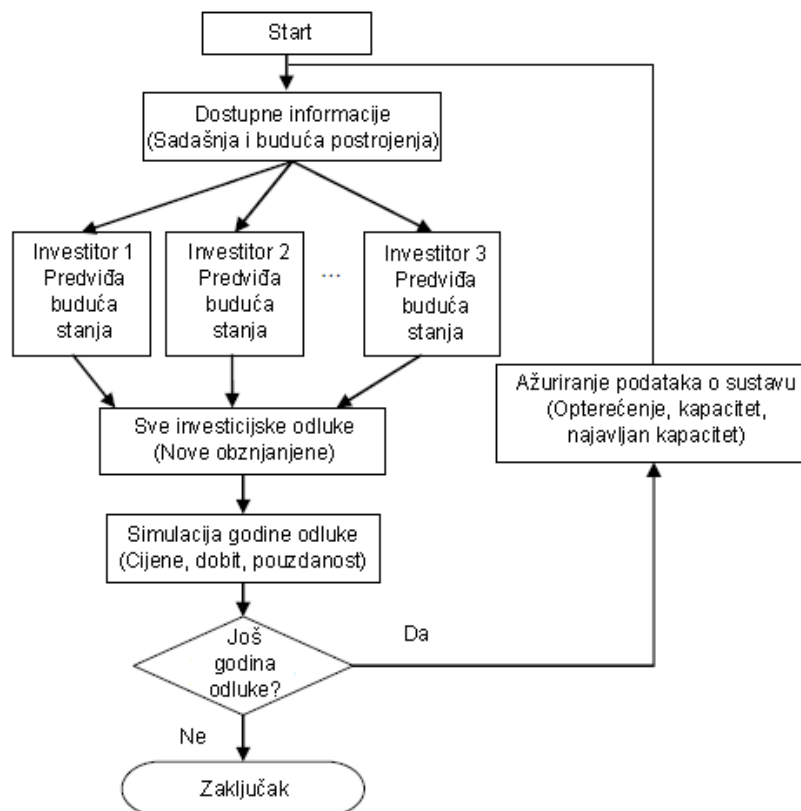 Start
Dostupne informacije
(Sadašnja i buduća postrojenja)
Investitor 1
Predviđa
buduća
stanja
Investitor 2
Predviđa
buduća
stanja
...
Investitor 3
Predviđa
buduća
stanja
Sve investicijske odluke
(Nove obznjanjene)
Ažuriranje podataka o sustavu
(Opterećenje, kapacitet,
najavljan kapacitet)
Simulacija godine odluke
(Cijene, dobit, pouzdanost)
Još
godina
odluke?
Da
Ne
Zaključak